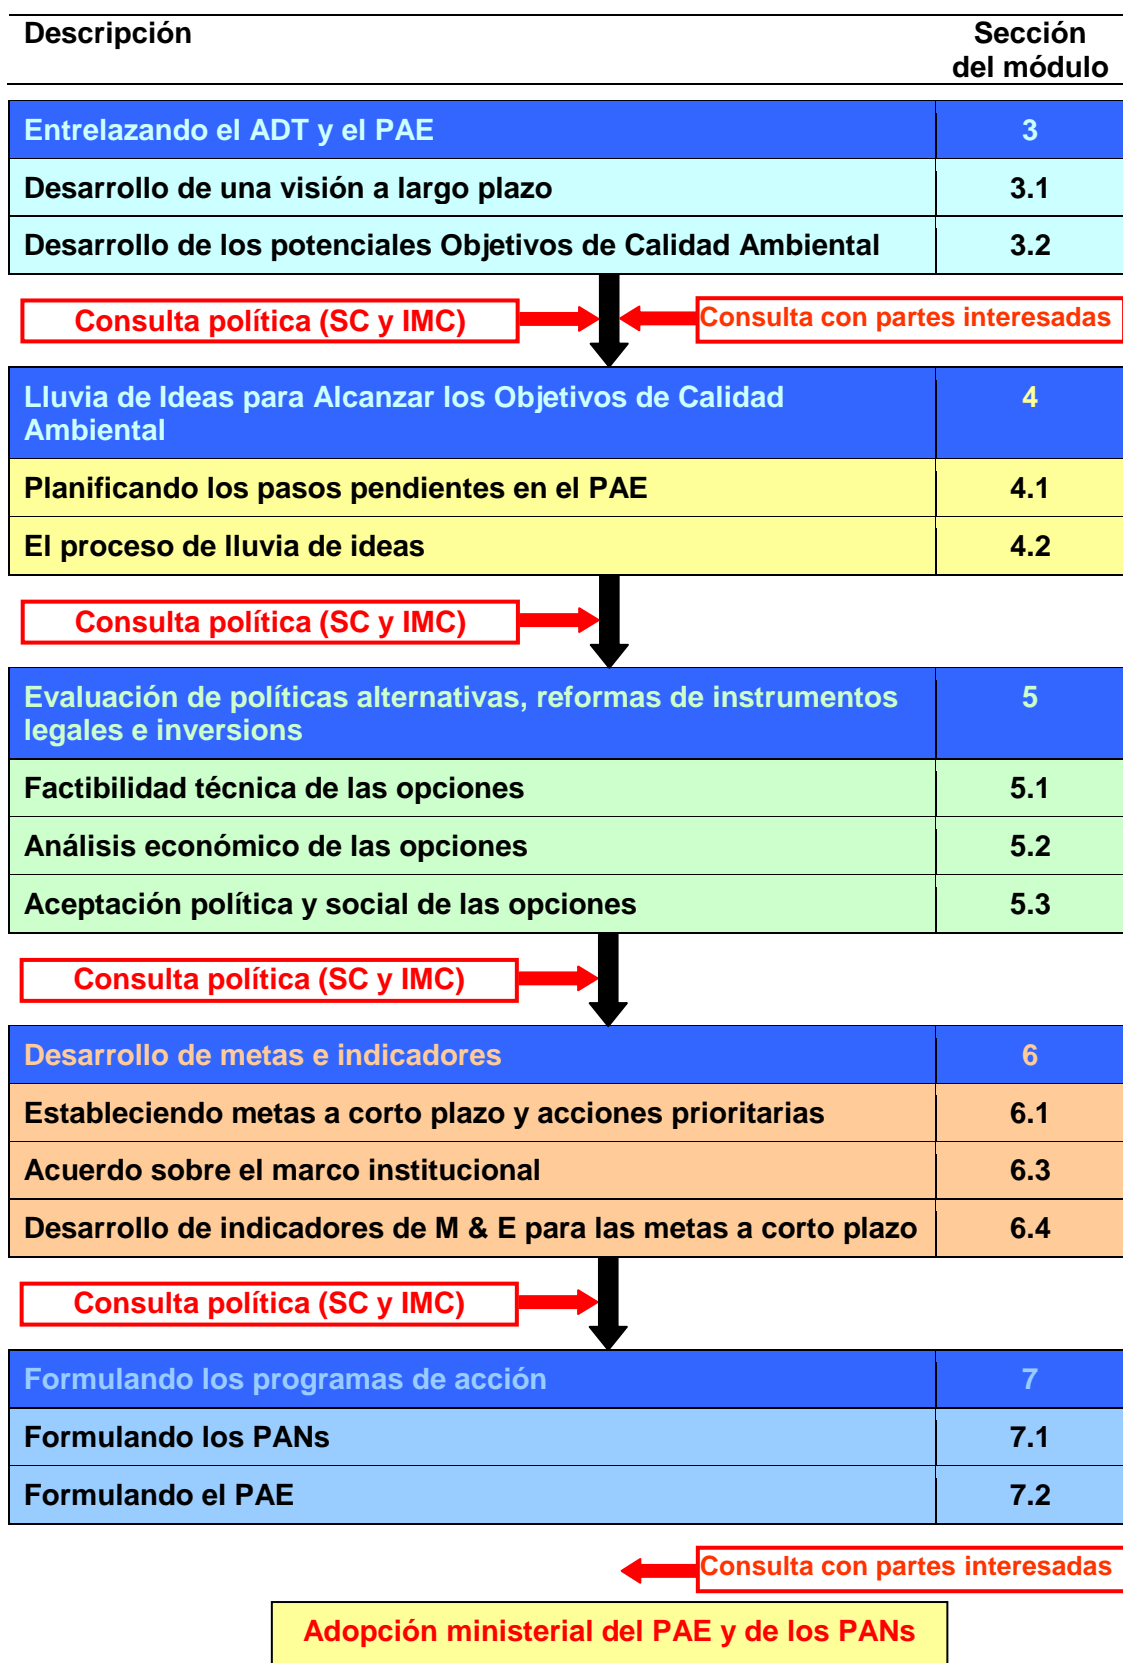 Descripción Sección
del módulo
Entrelazando el ADT y el PAE 3
Desarrollo de una visión a largo plazo 3.1
Desarrollo de los potenciales Objetivos de Calidad Ambiental 3.2
Consulta política (SC y IMC) Consulta con partes interesadas
Lluvia de Ideas para Alcanzar los Objetivos de Calidad 4
Ambiental
Planificando los pasos pendientes en el PAE 4.1
El proceso de lluvia de ideas 4.2
Consulta política (SC y IMC)
Evaluación de políticas alternativas, reformas de instrumentos 5
legales e inversions
Factibilidad técnica de las opciones 5.1
Análisis económico de las opciones 5.2
Aceptación política y social de las opciones 5.3
Consulta política (SC y IMC)
Desarrollo de metas e indicadores 6
Estableciendo metas a corto plazo y acciones prioritarias 6.1
Acuerdo sobre el marco institucional 6.3
Desarrollo de indicadores de M & E para las metas a corto plazo 6.4
Consulta política (SC y IMC)
Formulando los programas de acción 7
Formulando los PANs 7.1
Formulando el PAE 7.2
Consulta con partes interesadas
Adopción ministerial del PAE y de los PANs